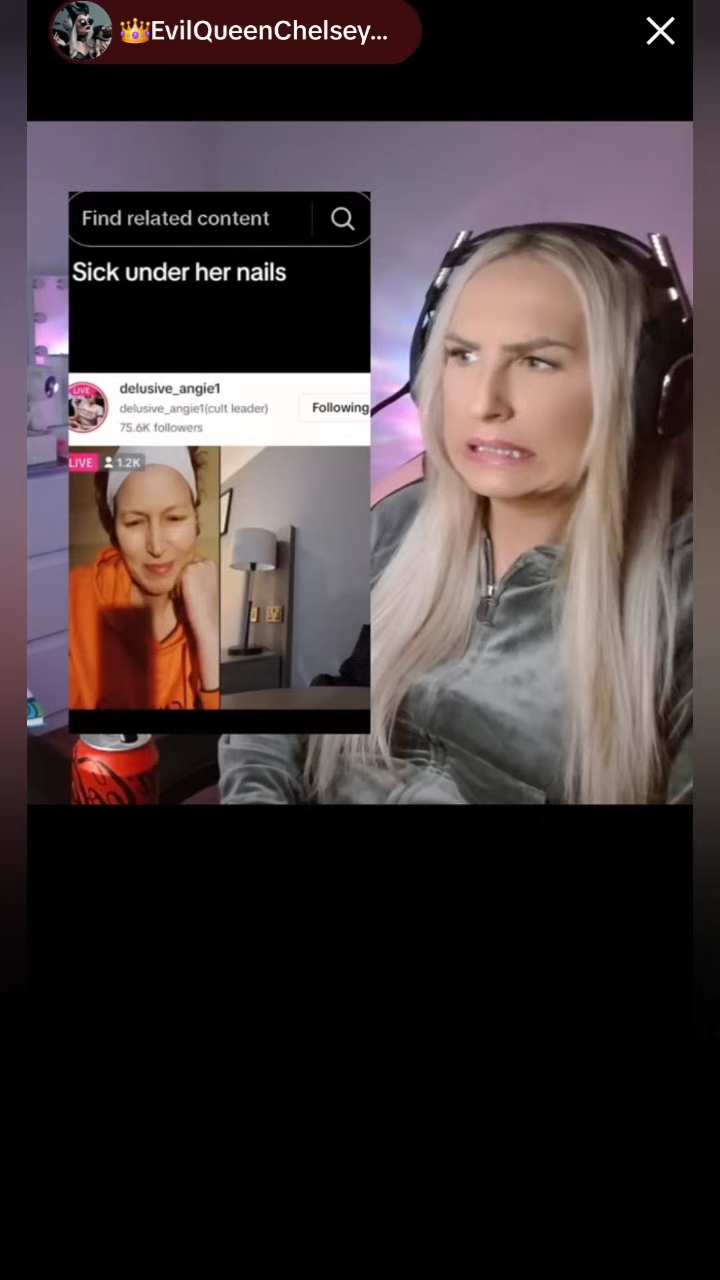 👑EvilQueenChelsey...
Find related content
Sick under her nails
LIVE
delusive_angie1
delusive_angie1(cult leader)
75.6K followers
Following
LIVE 1.2K